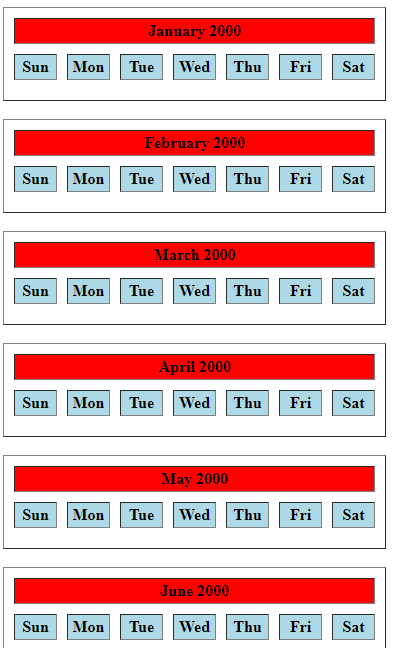 January 2000
Sun Mon Tue Wed Thu Fri Sat
February 2000
Sun Mon Tue Wed Thu Fri Sat
March 2000
Sun Mon Tue Wed Thu Fri Sat
April 2000
Sun Mon Tue Wed Thu Fri Sat
May 2000
Sun Mon Tue Wed Thu Fri Sat
June 2000
Sun Mon Tue Wed Thu Fri Sat